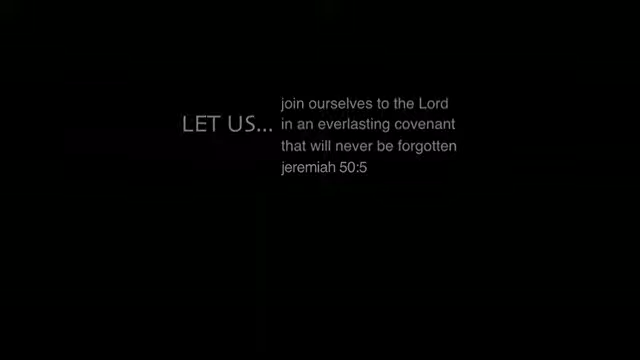 LET US...
join ourselves to the Lord
in an everlasting covenant
that will never be forgotten
jeremiah 50:5